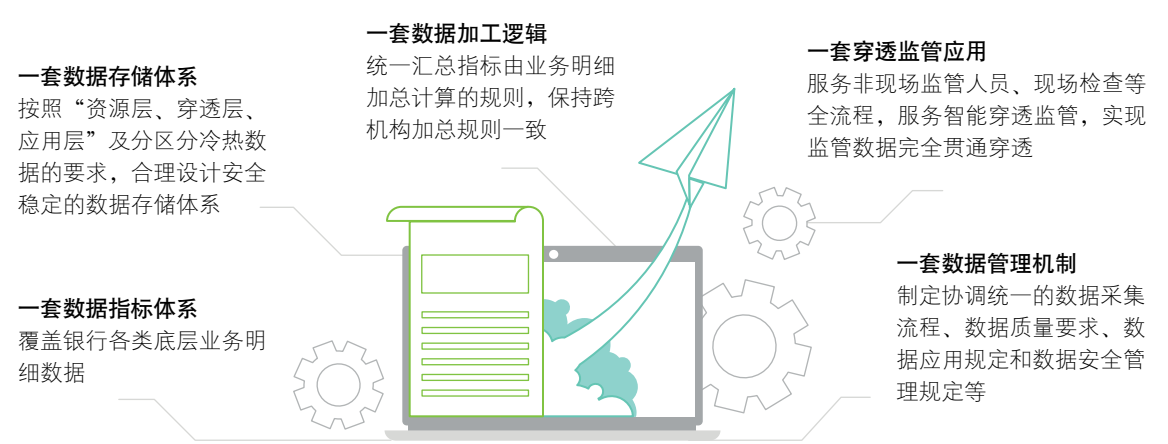 一套数据存储体系
按照“资源层、穿透层、
应用层”及分区分冷热数
据的要求，合理设计安全
稳定的数据存储体系
一套数据指标体系
覆盖银行各类底层业务明
细数据
一套数据加工逻辑
统一汇总指标由业务明细
加总计算的规则，保持跨
机构加总规则一致
一套穿透监管应用
服务非现场监管人员、现场检查等
全流程，服务智能穿透监管，实现
监管数据完全贯通穿透
一套数据管理机制
制定协调统一的数据采集
流程、数据质量要求、数
据应用规定和数据安全管
理规定等